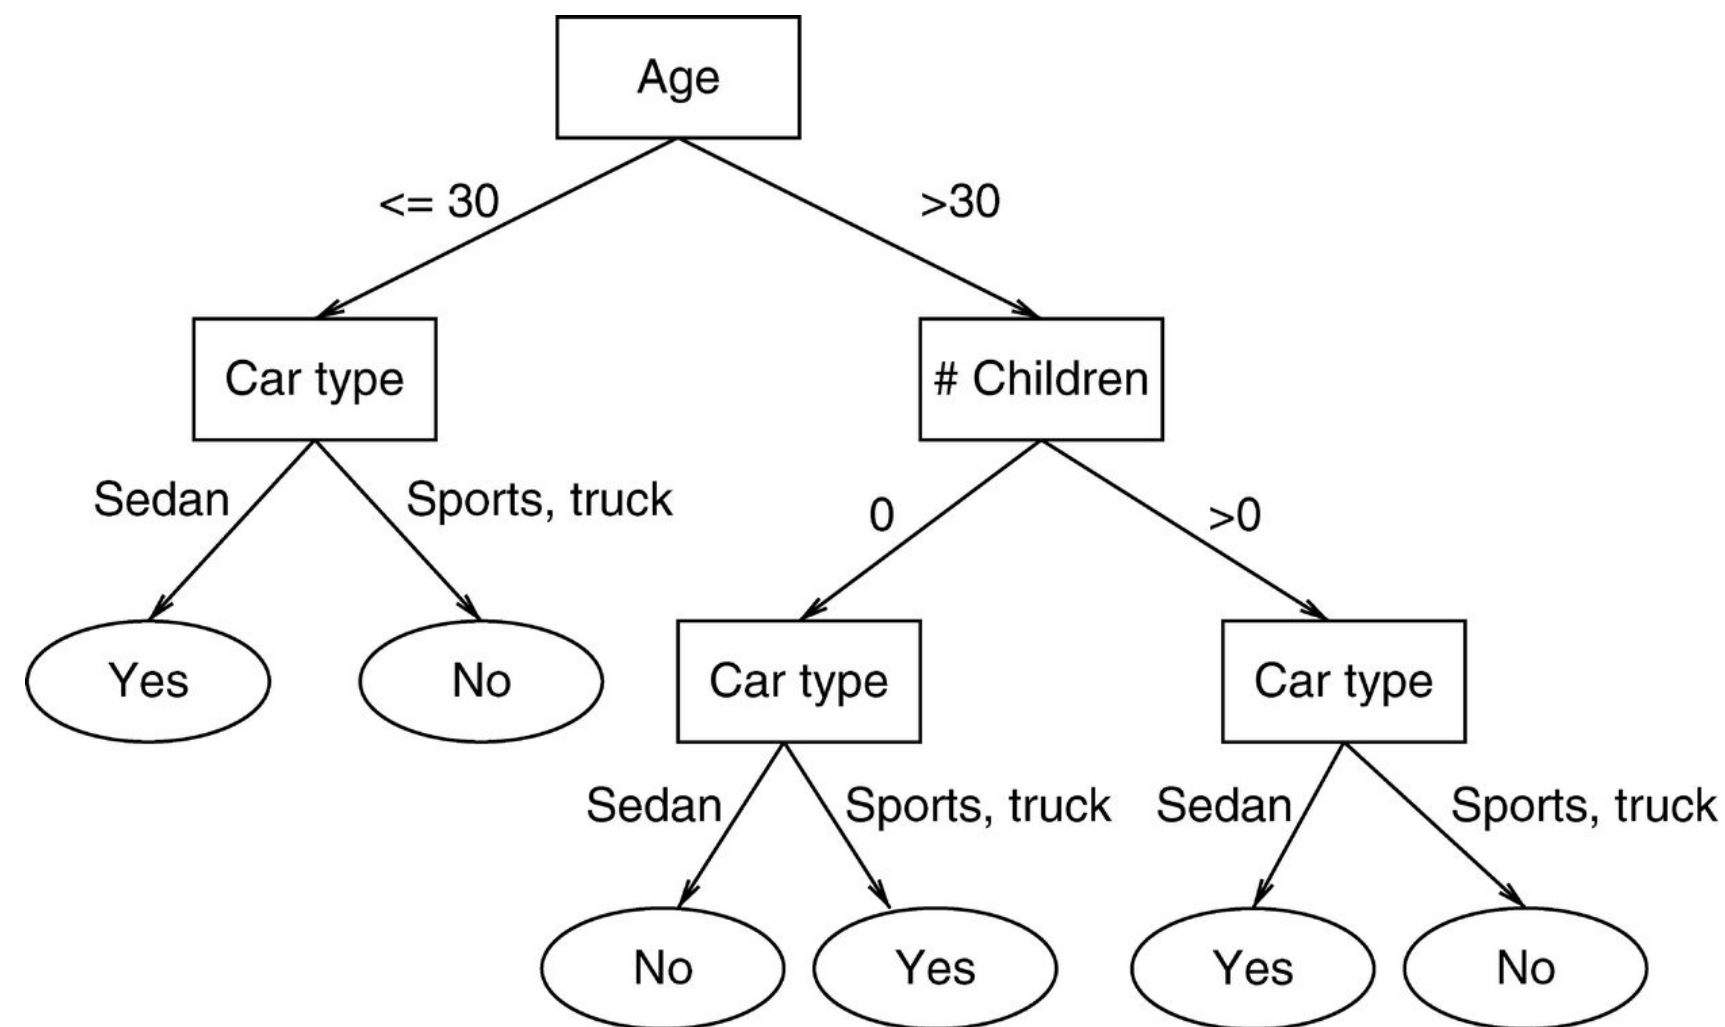 Age
<= 30
>30
Car type
# Children
Sedan
Sports, truck
0
>0
Yes
No
Car type
Car type
Sedan
Sports, truck
Sedan
Sports, truck
No
Yes
Yes
No